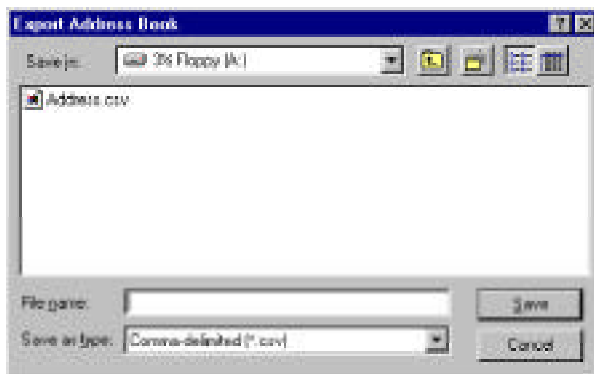 Export Address Book
Save in: 3½ Floppy (A:)
Address.csv
File name:
Save
Save as type: Comma-delimited (*.csv)
Cancel